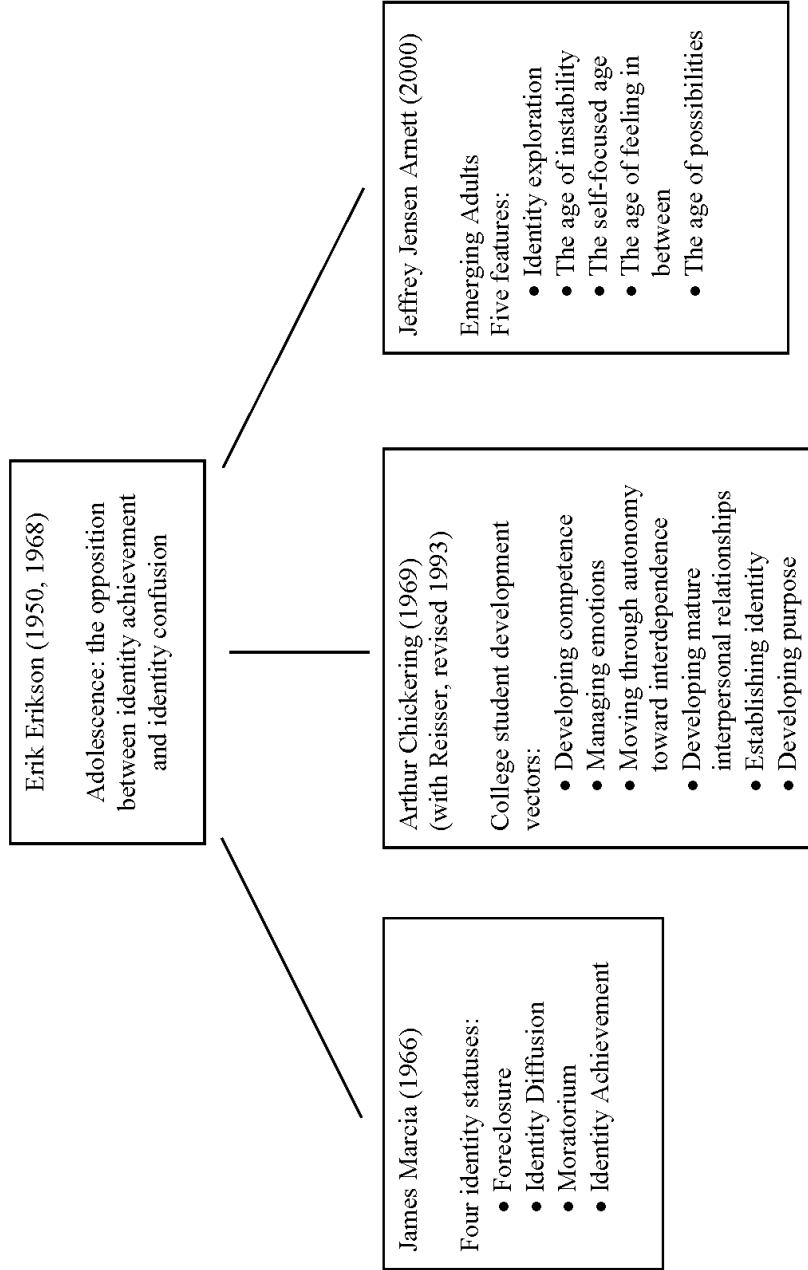 Erik Erikson (1950, 1968)
Adolescence: the opposition
between identity achievement
and identity confusion
James Marcia (1966)
Four identity statuses:
● Foreclosure
● Identity Diffusion
● Moratorium
● Identity Achievement
Arthur Chickering (1969)
(with Reisser, revised 1993)
College student development
vectors:
● Developing competence
● Managing emotions
● Moving through autonomy
toward interdependence
● Developing mature
interpersonal relationships
● Establishing identity
● Developing purpose
Jeffrey Jensen Arnett (2000)
Emerging Adults
Five features:
● Identity exploration
● The age of instability
● The self-focused age
● The age of feeling in
between
● The age of possibilities